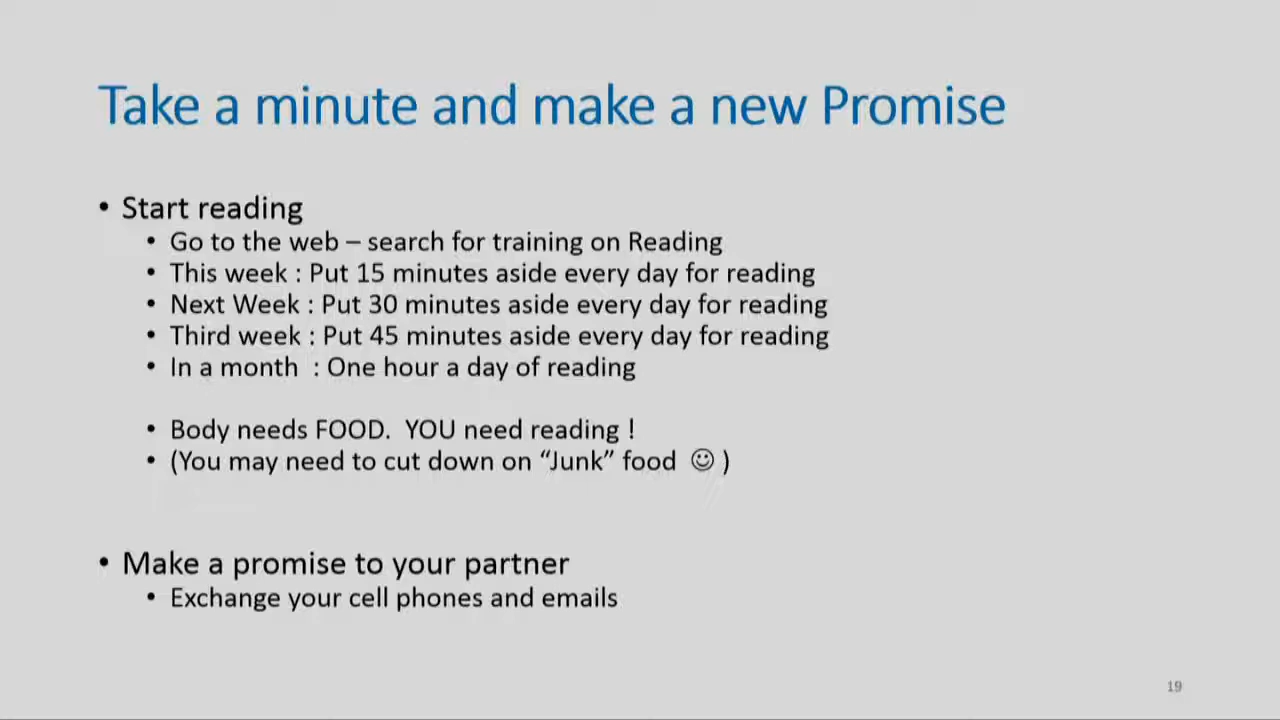 Take a minute and make a new Promise
• Start reading
• Go to the web – search for training on Reading
• This week : Put 15 minutes aside every day for reading
• Next Week : Put 30 minutes aside every day for reading
• Third week : Put 45 minutes aside every day for reading
• In a month  : One hour a day of reading
• Body needs FOOD.  YOU need reading !
• (You may need to cut down on “Junk” food ☺ )
• Make a promise to your partner
• Exchange your cell phones and emails
19